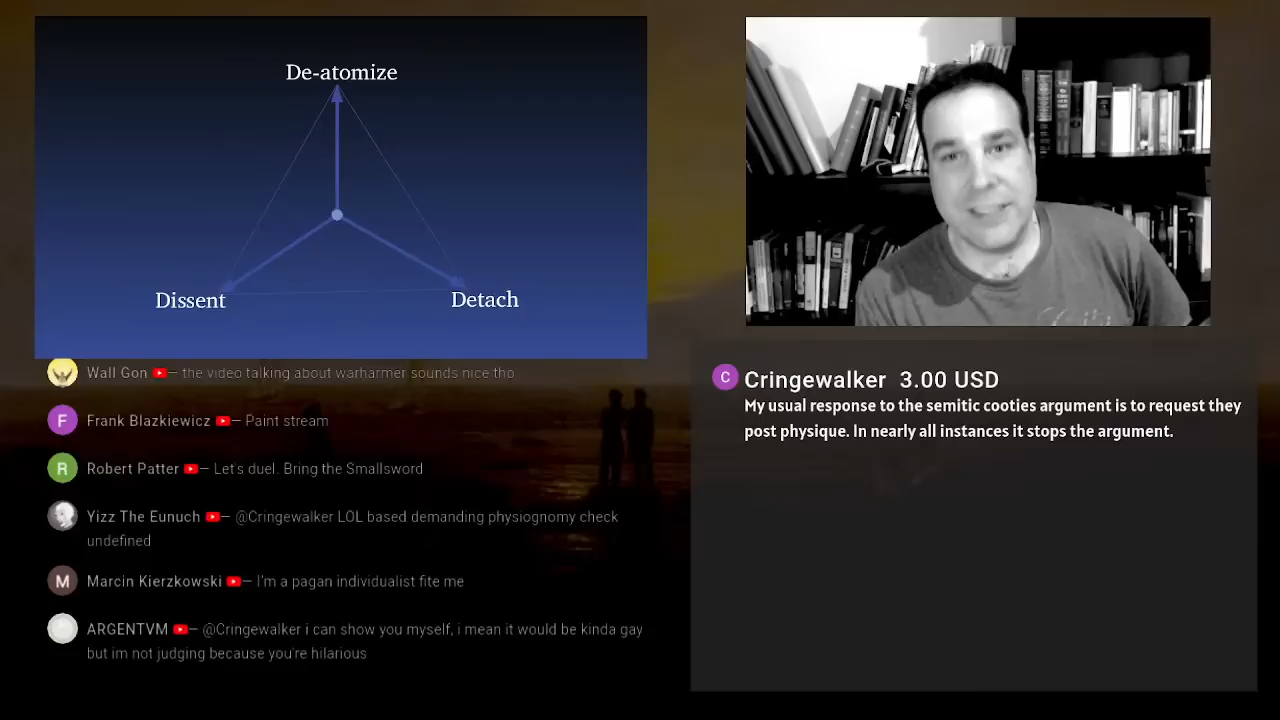 De-atomize
Dissent
Detach
Wall Gon — the video talking about warharmer sounds nice tho
F Frank Blazkiewicz — Paint stream
R Robert Patter — Let's duel. Bring the Smallsword
Yizz The Eunuch — @Cringewalker LOL based demanding physiognomy check
undefined
M Marcin Kierzkowski — I'm a pagan individualist fite me
ARGENTVM — @Cringewalker i can show you myself, i mean it would be kinda gay
but im not judging because you're hilarious
C Cringewalker 3.00 USD
My usual response to the semitic cooties argument is to request they
post physique. In nearly all instances it stops the argument.